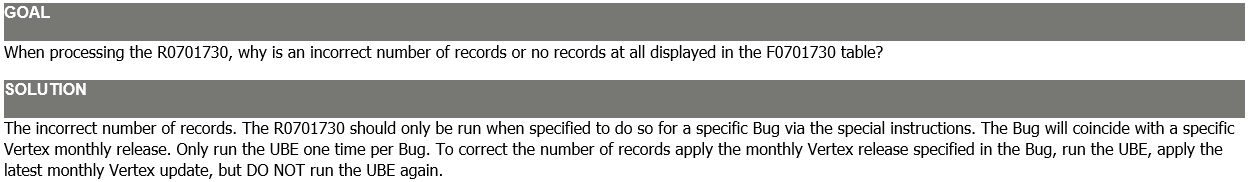 GOAL
When processing the R0701730, why is an incorrect number of records or no records at all displayed in the F0701730 table?
SOLUTION
The incorrect number of records. The R0701730 should only be run when specified to do so for a specific Bug via the special instructions. The Bug will coincide with a specific
Vertex monthly release. Only run the UBE one time per Bug. To correct the number of records apply the monthly Vertex release specified in the Bug, run the UBE, apply the
latest monthly Vertex update, but DO NOT run the UBE again.